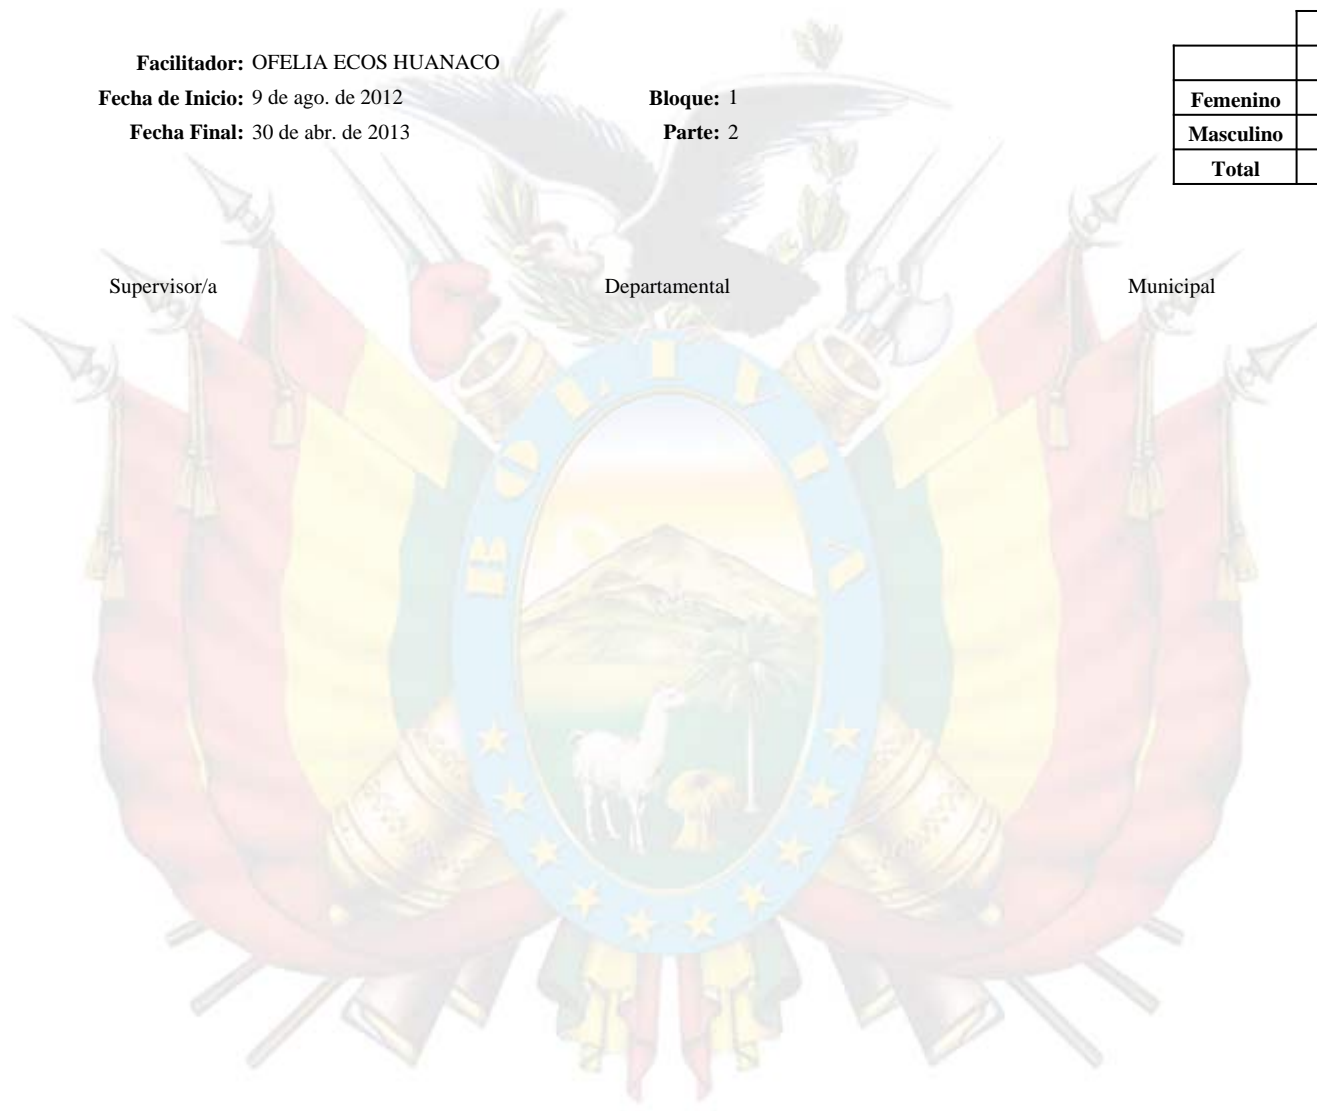 Facilitador: OFELIA ECOS HUANACO
Fecha de Inicio: 9 de ago. de 2012 Bloque: 1
Femenino
Fecha Final: 30 de abr. de 2013 Parte: 2
Masculino
Total
Supervisor/a Departamental Municipal
BOLIVIA